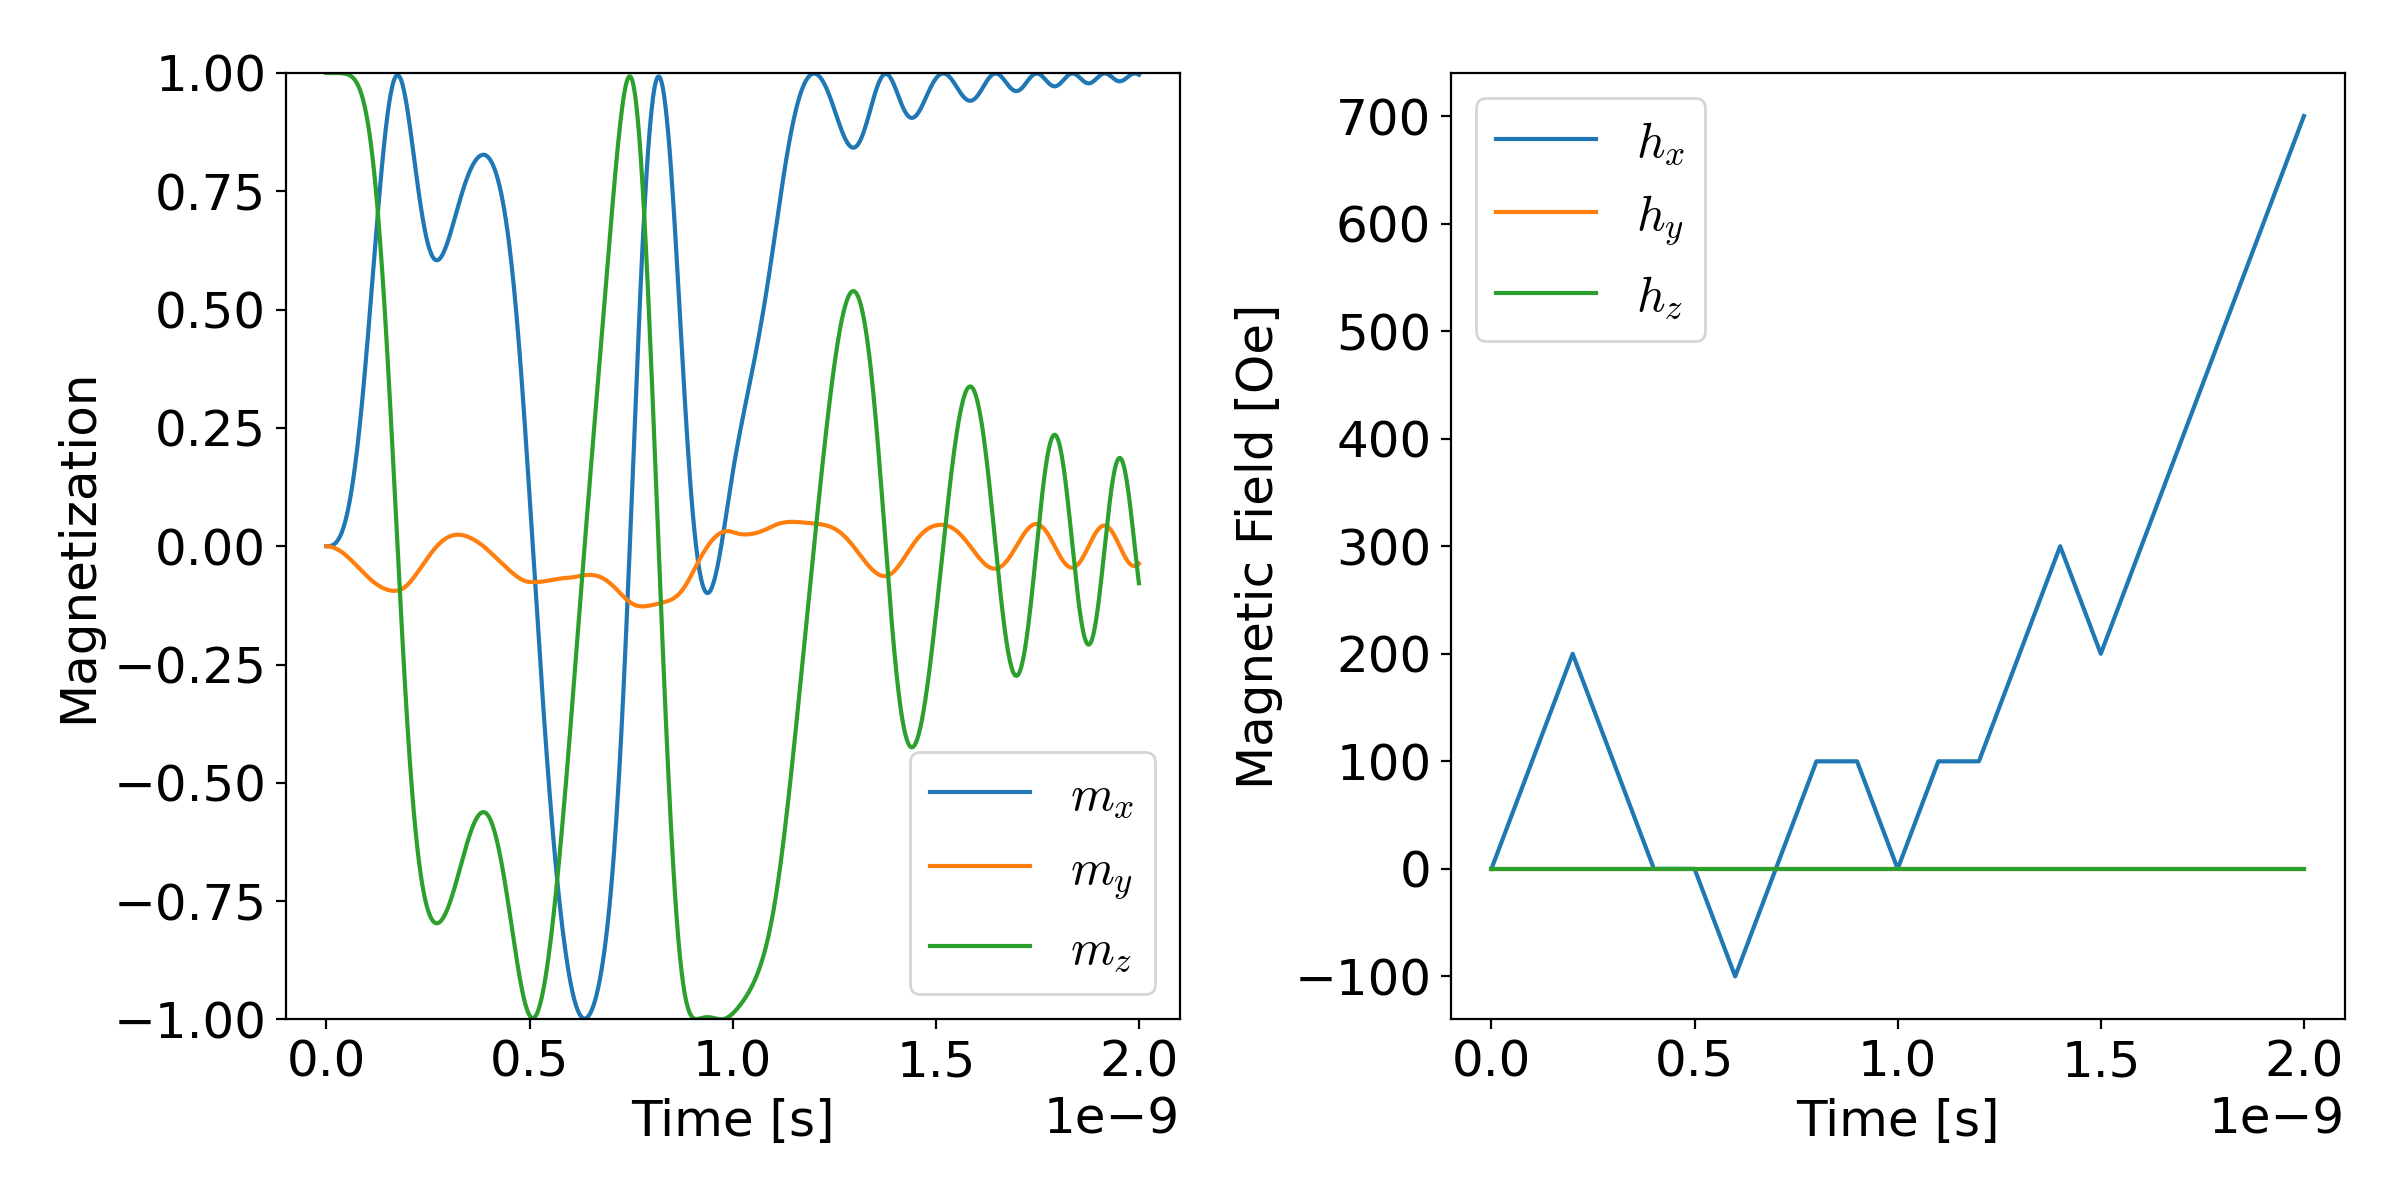 Magnetization
1.00
0.75
0.50
0.25
0.00
−0.25
−0.50
−0.75
−1.00
0.0 0.5 1.0 1.5 2.0
Time [s]
1e−9
m_x
m_y
m_z
Magnetic Field [Oe]
700
600
500
400
300
200
100
0
−100
0.0 0.5 1.0 1.5 2.0
Time [s]
1e−9
h_x
h_y
h_z